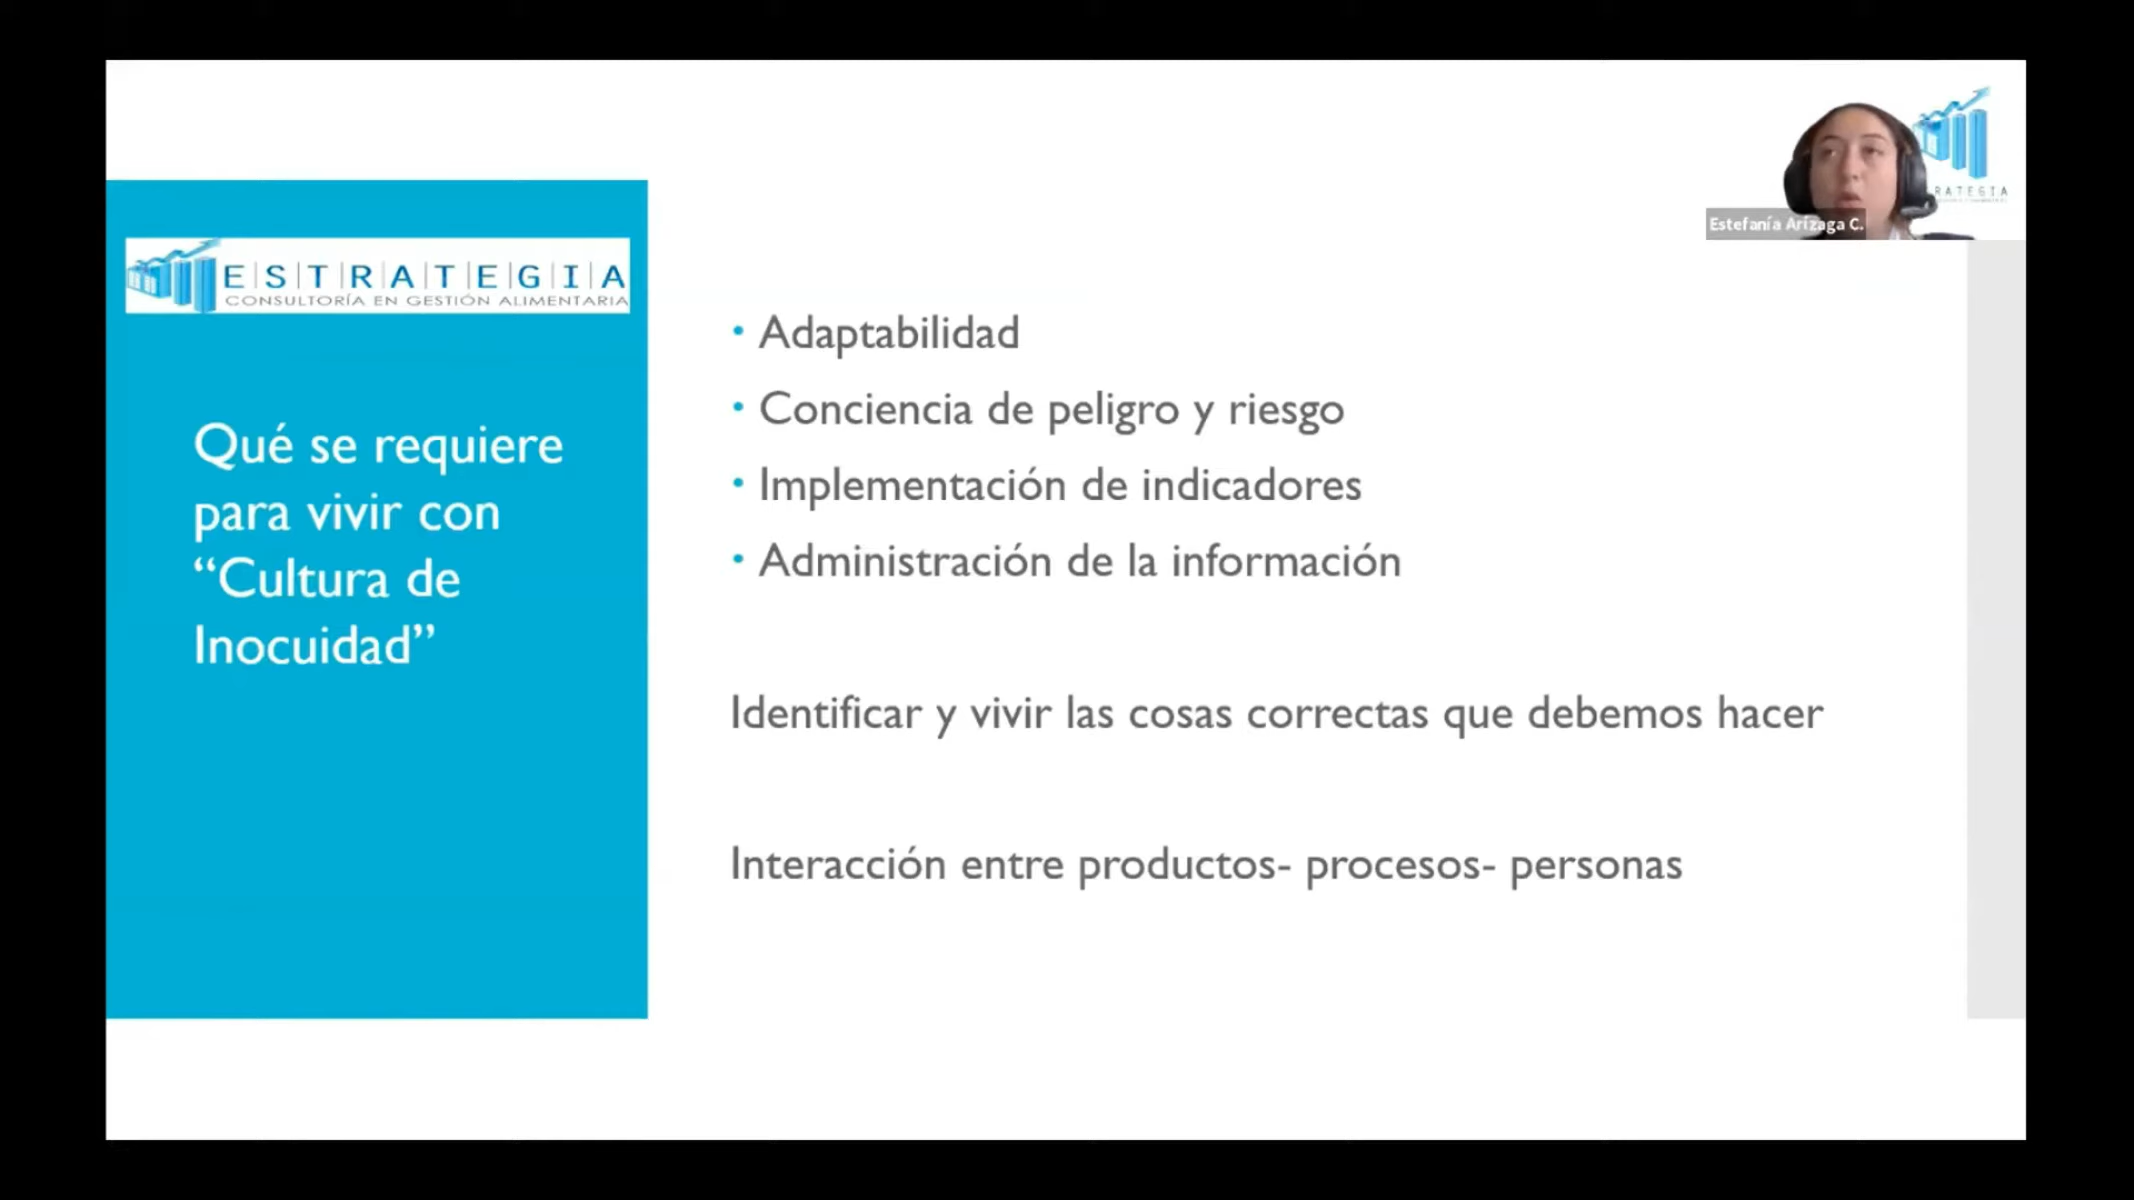 E|S|T|R|A|T|E|G|I|A
CONSULTORÍA EN GESTIÓN ALIMENTARIA
Qué se requiere
para vivir con
“Cultura de
Inocuidad”
RATEGIA
Estefanía Arízaga C.
• Adaptabilidad
• Conciencia de peligro y riesgo
• Implementación de indicadores
• Administración de la información
Identificar y vivir las cosas correctas que debemos hacer
Interacción entre productos- procesos- personas